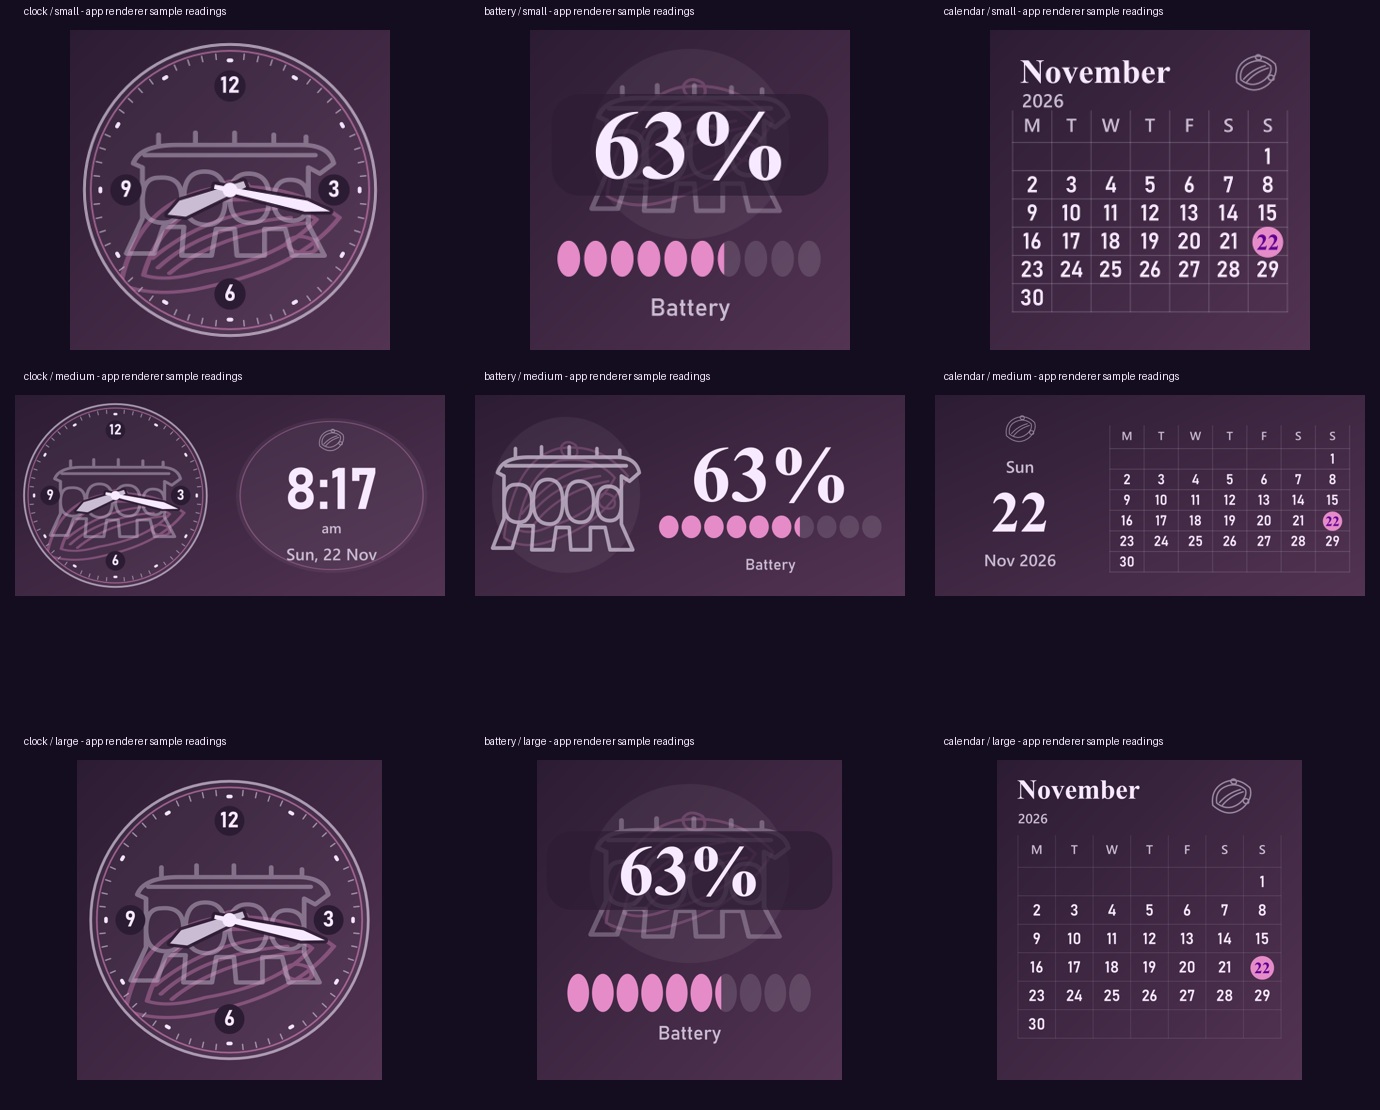 clock / small - app renderer sample readings
12
9
3
6
battery / small - app renderer sample readings
63%
Battery
calendar / small - app renderer sample readings
November
2026
M T W T F S S
1
2 3 4 5 6 7 8
9 10 11 12 13 14 15
16 17 18 19 20 21 22
23 24 25 26 27 28 29
30
clock / medium - app renderer sample readings
12
9
3
6
8:17
am
Sun, 22 Nov
battery / medium - app renderer sample readings
63%
Battery
calendar / medium - app renderer sample readings
Sun
22
Nov 2026
M T W T F S S
1
2 3 4 5 6 7 8
9 10 11 12 13 14 15
16 17 18 19 20 21 22
23 24 25 26 27 28 29
30
clock / large - app renderer sample readings
12
9
3
6
battery / large - app renderer sample readings
63%
Battery
calendar / large - app renderer sample readings
November
2026
M T W T F S S
1
2 3 4 5 6 7 8
9 10 11 12 13 14 15
16 17 18 19 20 21 22
23 24 25 26 27 28 29
30